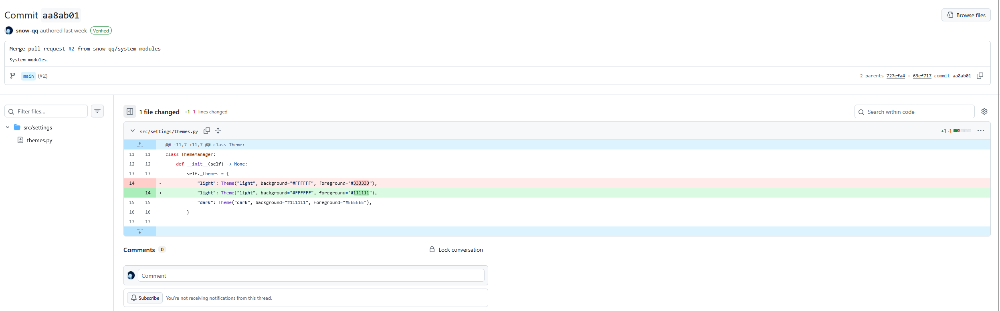 Commit aa8ab01
Browse files
snow-qq authored last week Verified
Merge pull request #2 from snow-qq/system-modules
System modules
main (#2)
2 parents 727efa4 + 63ef717 commit aa8ab01
Filter files...
src/settings
themes.py
1 file changed +1 -1 lines changed
Search within code
src/settings/themes.py
+1 -1
@@ -11,7 +11,7 @@ class Theme:
11 11 class ThemeManager:
12 12     def __init__(self) -> None:
13 13         self._themes = {
14 -             "light": Theme("light", background="#FFFFFF", foreground="#333333"),
14 +             "light": Theme("light", background="#FFFFFF", foreground="#111111"),
15 15             "dark": Theme("dark", background="#111111", foreground="#EEEEEE"),
16 16         }
17 17
Comments 0
Lock conversation
Comment
Subscribe You're not receiving notifications from this thread.